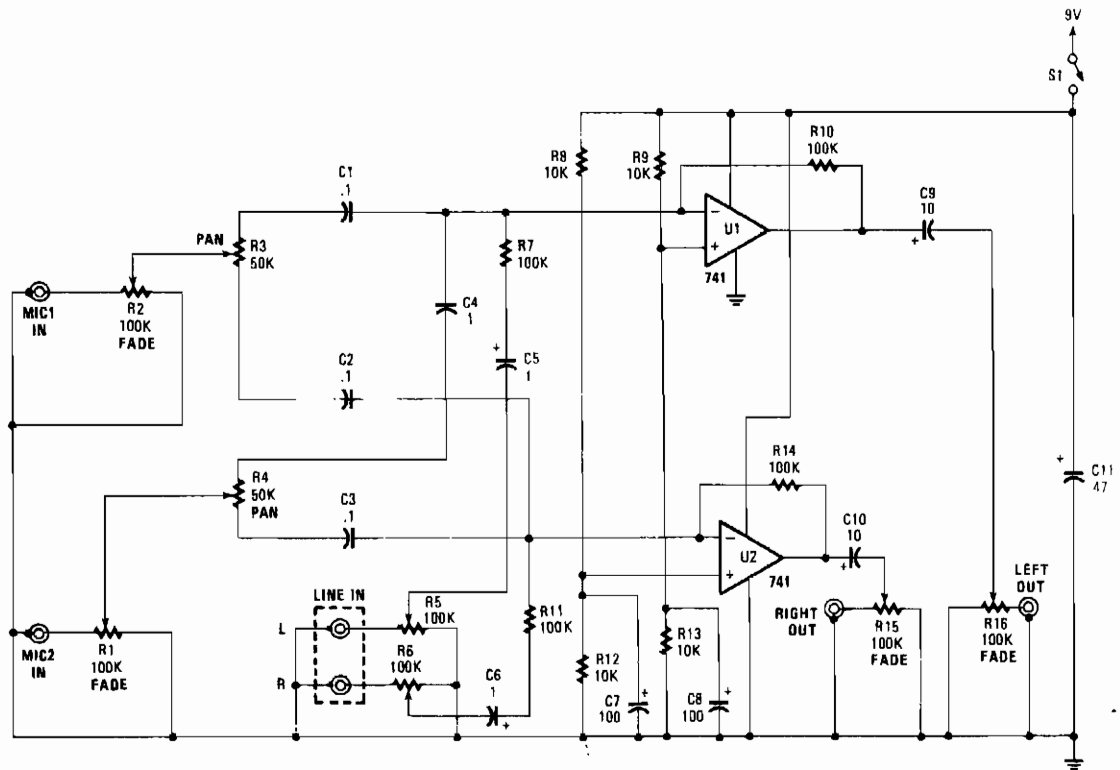 9V
S1
R8
10K
R9
10K
R10
100K
C1
.1
C9
10
+
PAN
R3
50K
R7
100K
−
U1
+
741
MIC1
IN
R2
100K
FADE
C4
1
+
C5
1
C2
.1
R14
100K
+
C11
47
R4
50K
PAN
C3
.1
C10
10
+
−
U2
+
741
LINE IN
L
R5
100K
R11
100K
LEFT
OUT
RIGHT
OUT
MIC2
IN
R1
100K
FADE
R
R6
100K
C6
1
+
R12
10K
R13
10K
C7
100
+
C8
100
+
R15
100K
FADE
R16
100K
FADE